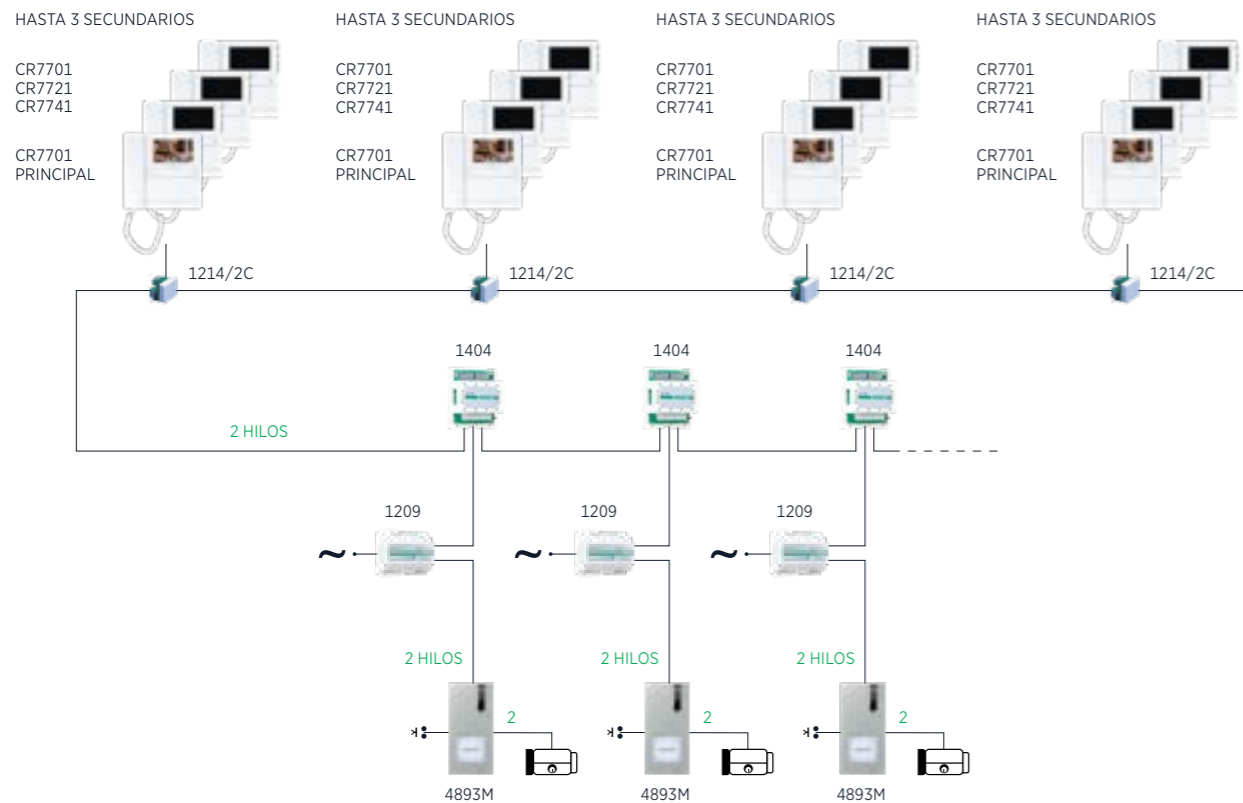 HASTA 3 SECUNDARIOS
HASTA 3 SECUNDARIOS
HASTA 3 SECUNDARIOS
HASTA 3 SECUNDARIOS
CR7701
CR7721
CR7741
CR7701
PRINCIPAL
CR7701
CR7721
CR7741
CR7701
PRINCIPAL
CR7701
CR7721
CR7741
CR7701
PRINCIPAL
CR7701
CR7721
CR7741
CR7701
PRINCIPAL
1214/2C
1214/2C
1214/2C
1214/2C
1404
1404
1404
2 HILOS
1209
1209
1209
~
~
~
2 HILOS
2 HILOS
2 HILOS
2
2
2
4893M
4893M
4893M